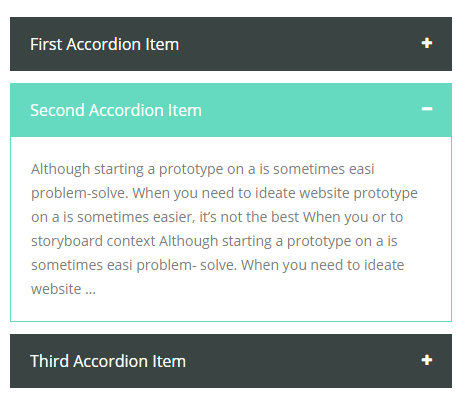 First Accordion Item
Second Accordion Item
Although starting a prototype on a is sometimes easi
problem-solve. When you need to ideate website prototype
on a is sometimes easier, it’s not the best When you or to
storyboard context Although starting a prototype on a is
sometimes easi problem- solve. When you need to ideate
website ...
Third Accordion Item